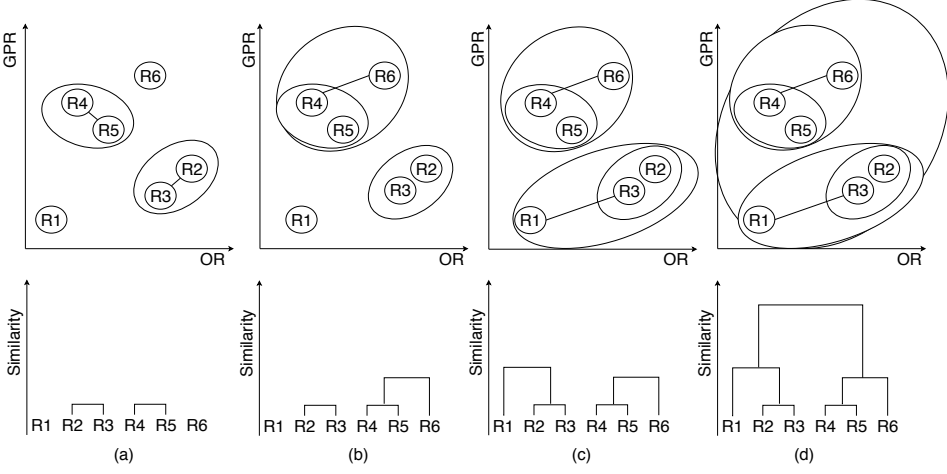 GPR
R6
R4
R5
R2
R3
R1
OR
GPR
R6
R4
R5
R2
R3
R1
OR
GPR
R6
R4
R5
R2
R3
R1
OR
GPR
R6
R4
R5
R2
R3
R1
OR
Similarity
R1 R2 R3 R4 R5 R6
(a)
Similarity
R1 R2 R3 R4 R5 R6
(b)
Similarity
R1 R2 R3 R4 R5 R6
(c)
Similarity
R1 R2 R3 R4 R5 R6
(d)